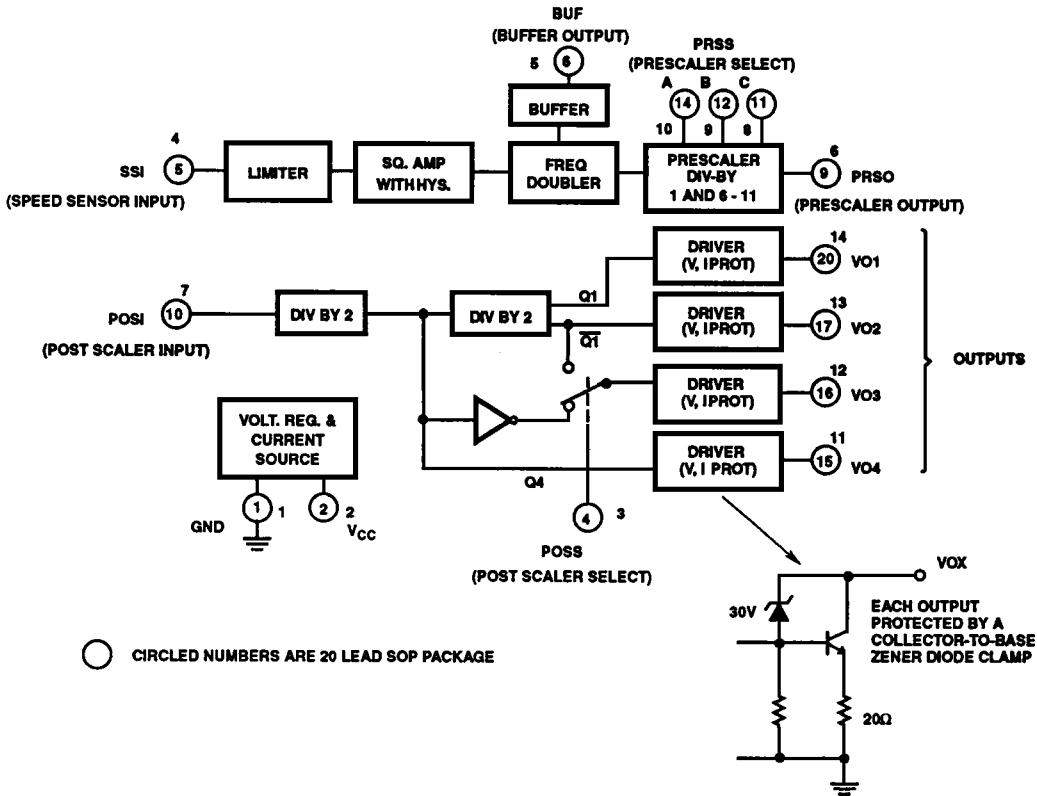 BUF
(BUFFER OUTPUT)
5 6
BUFFER
PRSS
(PRESCALER SELECT)
A B C
14 12 11
10 9 8
4
SSI 5
(SPEED SENSOR INPUT)
LIMITER
SQ. AMP
WITH HYS.
FREQ
DOUBLER
PRESCALER
DIV-BY
1 AND 6 - 11
6
9 PRSO
(PRESCALER OUTPUT)
7
POSI 10
(POST SCALER INPUT)
DIV BY 2
DIV BY 2
Q1
Q1
DRIVER
(V, I PROT)
14
20 VO1
DRIVER
(V, I PROT)
13
17 VO2
DRIVER
(V, I PROT)
12
16 VO3
DRIVER
(V, I PROT)
11
15 VO4
OUTPUTS
Q4
VOLT. REG. &
CURRENT
SOURCE
1 1
GND
2 2
VCC
4 3
POSS
(POST SCALER SELECT)
VOX
30V
EACH OUTPUT
PROTECTED BY A
COLLECTOR-TO-BASE
ZENER DIODE CLAMP
20Ω
CIRCLED NUMBERS ARE 20 LEAD SOP PACKAGE